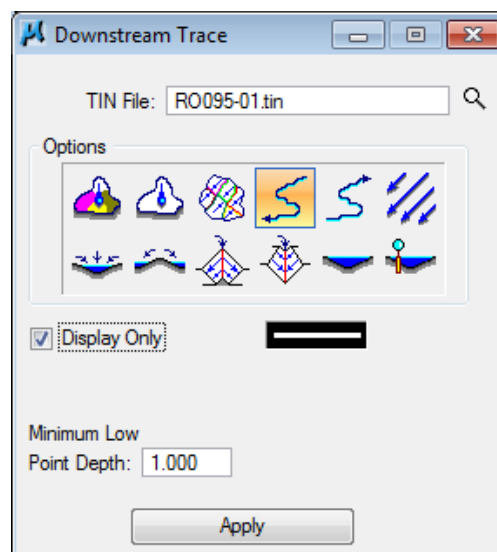 Downstream Trace
TIN File: RO095-01.tin
Options
Display Only
Minimum Low
Point Depth: 1.000
Apply